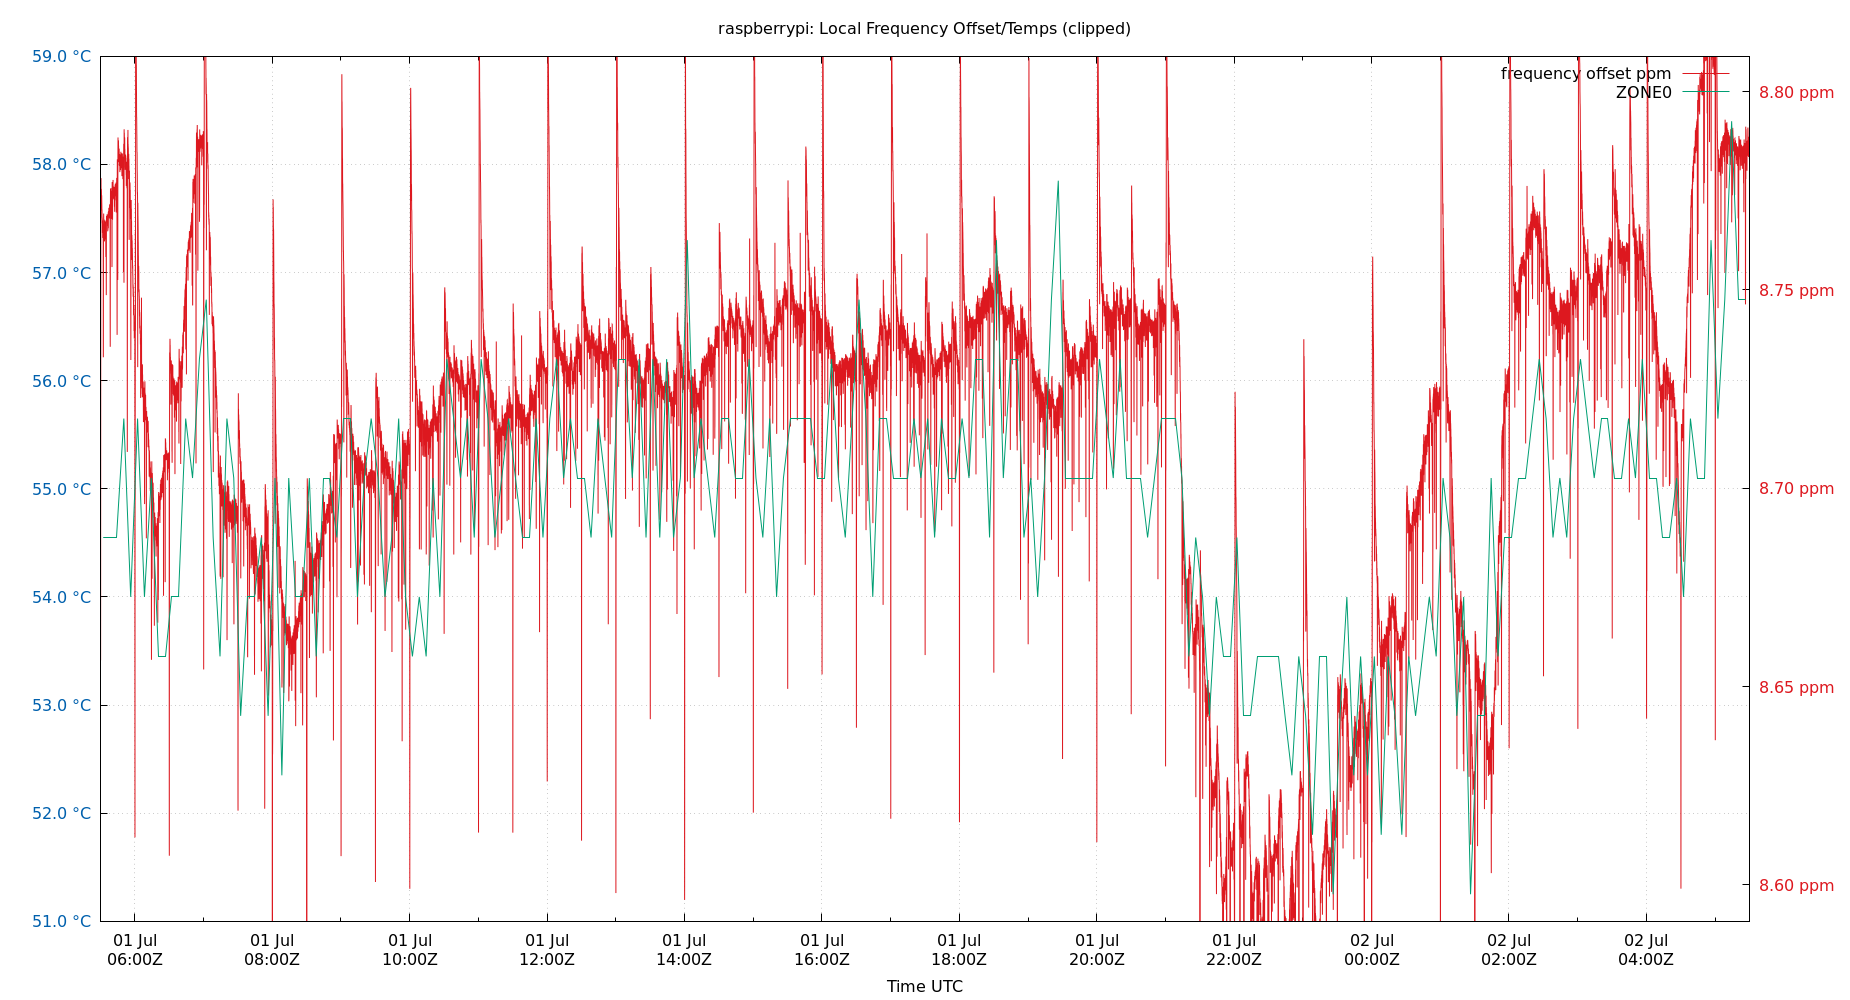 raspberrypi: Local Frequency Offset/Temps (clipped)
59.0 °C
58.0 °C
57.0 °C
56.0 °C
55.0 °C
54.0 °C
53.0 °C
52.0 °C
51.0 °C
frequency offset ppm
ZONE0
8.80 ppm
8.75 ppm
8.70 ppm
8.65 ppm
8.60 ppm
01 Jul 01 Jul 01 Jul 01 Jul 01 Jul 01 Jul 01 Jul 01 Jul 01 Jul 02 Jul 02 Jul 02 Jul
06:00Z 08:00Z 10:00Z 12:00Z 14:00Z 16:00Z 18:00Z 20:00Z 22:00Z 00:00Z 02:00Z 04:00Z
Time UTC